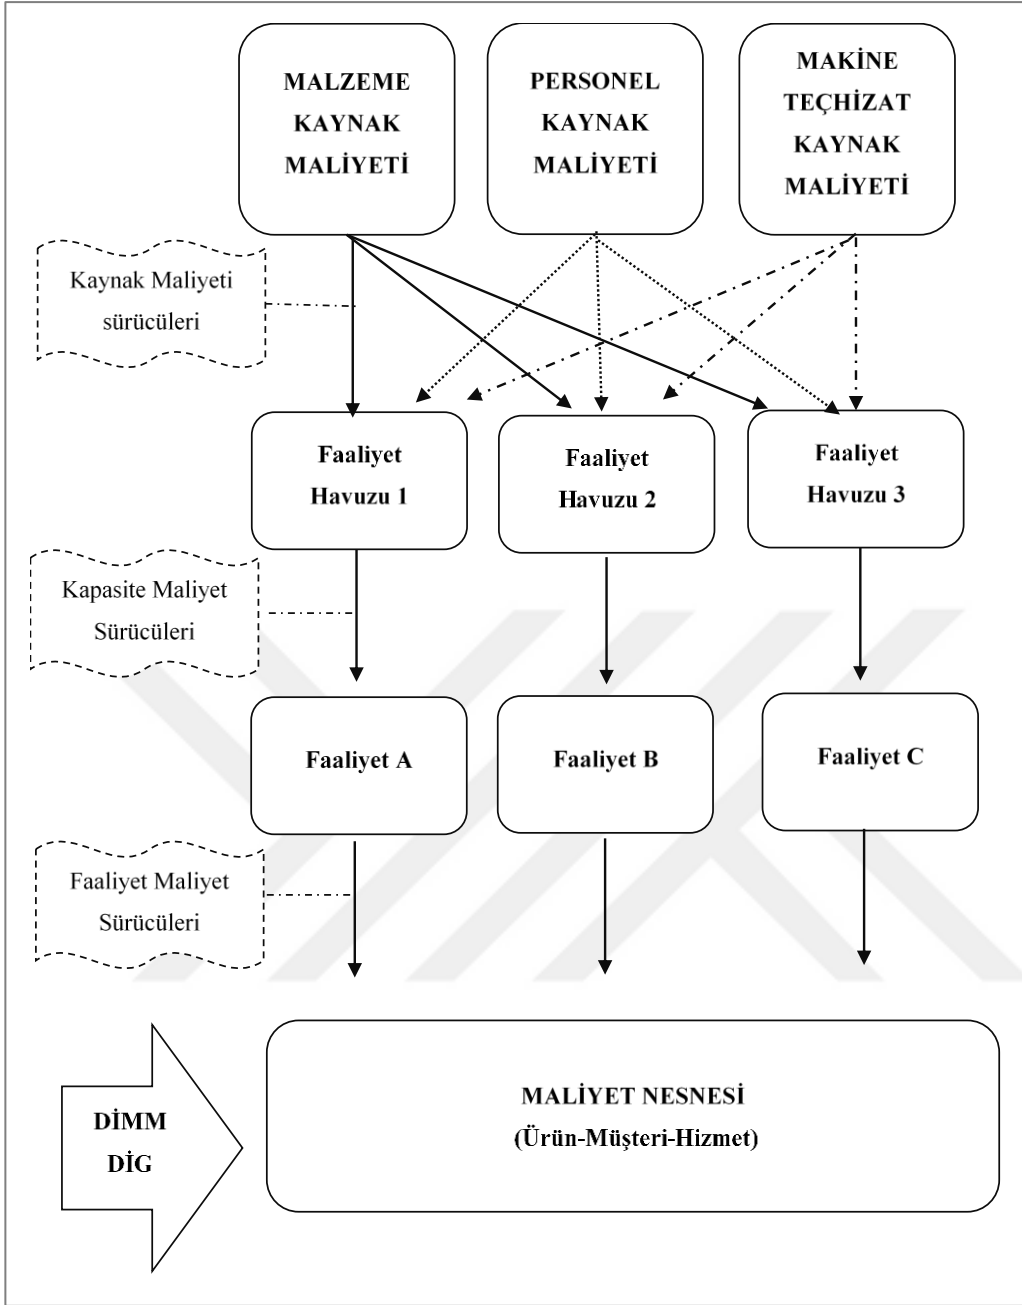 MALZEME
KAYNAK
MALİYETİ
PERSONEL
KAYNAK
MALİYETİ
MAKİNE
TEÇHİZAT
KAYNAK
MALİYETİ
Kaynak Maliyeti
sürücüleri
Faaliyet
Havuzu 1
Faaliyet
Havuzu 2
Faaliyet
Havuzu 3
Kapasite Maliyet
Sürücüleri
Faaliyet A
Faaliyet B
Faaliyet C
Faaliyet Maliyet
Sürücüleri
DİMM
DİG
MALİYET NESNESİ
(Ürün-Müşteri-Hizmet)